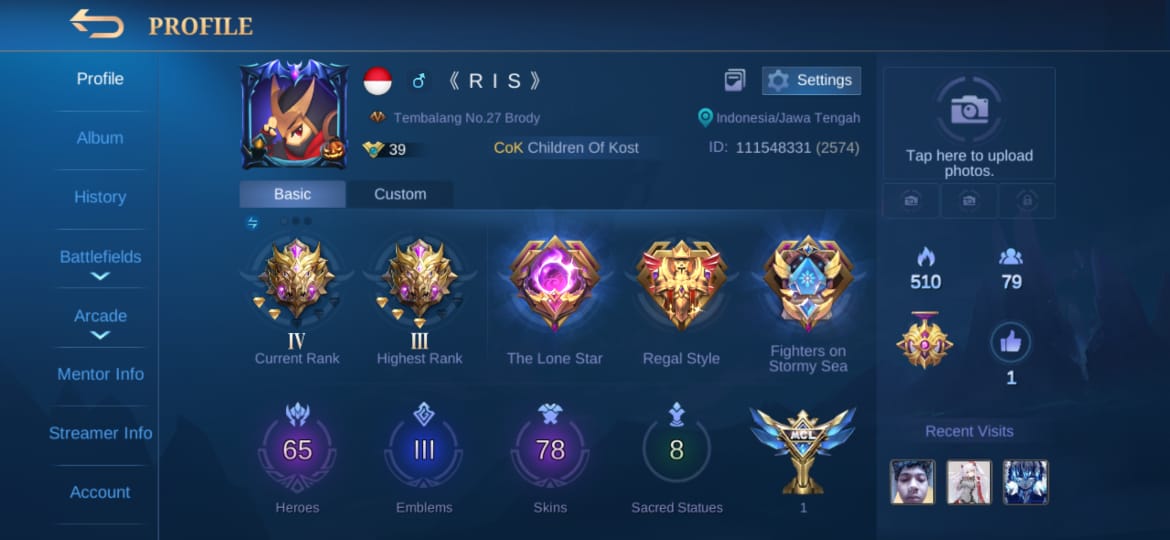 PROFILE
Profile
Album
History
Battlefields
Arcade
Mentor Info
Streamer Info
Account
《 R I S 》
Settings
Tembalang No.27 Brody
Indonesia/Jawa Tengah
39
CoK Children Of Kost
ID: 111548331 (2574)
Basic
Custom
IV
Current Rank
III
Highest Rank
The Lone Star
Regal Style
Fighters on
Stormy Sea
65
Heroes
III
Emblems
78
Skins
8
Sacred Statues
MCL
1
Tap here to upload
photos.
510
79
1
Recent Visits